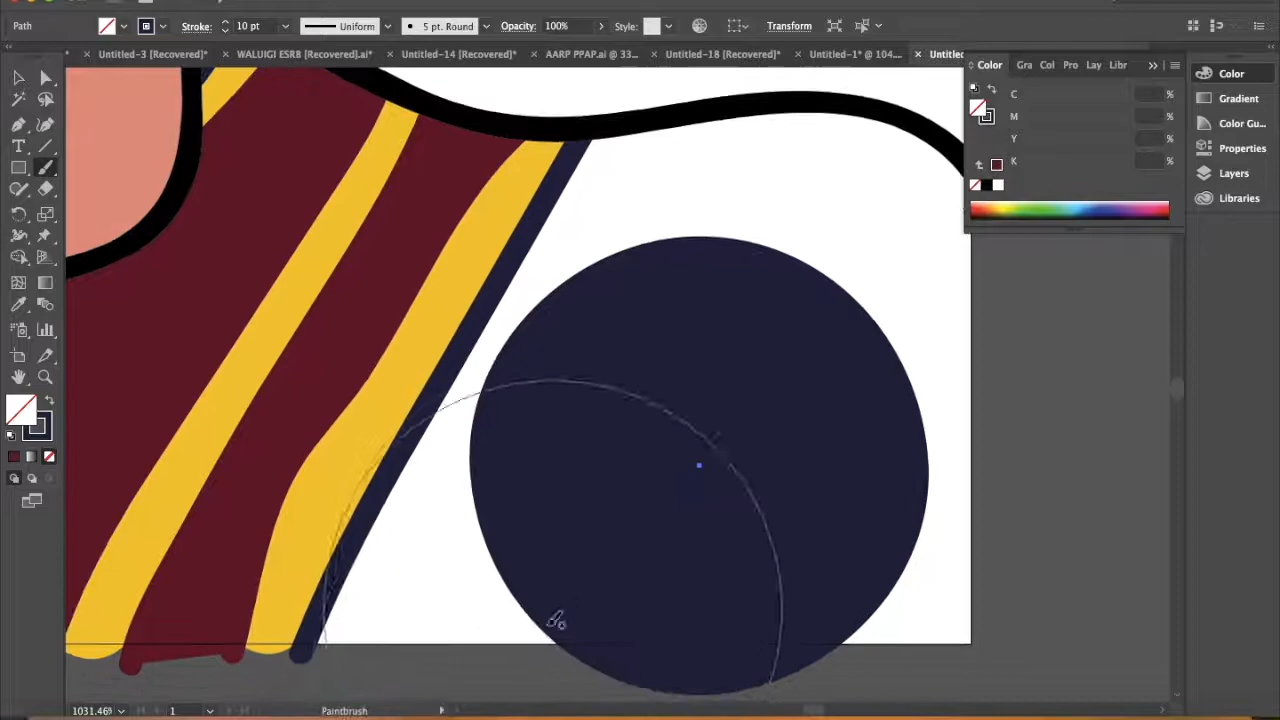 Path Stroke: 10 pt Uniform 5 pt. Round Opacity: 100% Style: Transform
Untitled-3 [Recovered]* WALUIGI ESRB [Recovered].ai* Untitled-14 [Recovered]* AARP PPAP.ai @ 33... Untitled-18 [Recovered]* Untitled-1* @ 104.... Untitled
Color Gra Col Pro Lay Libr
C %
M %
Y %
K %
Color
Gradient
Color Gu...
Properties
Layers
Libraries
1031.46% 1 Paintbrush